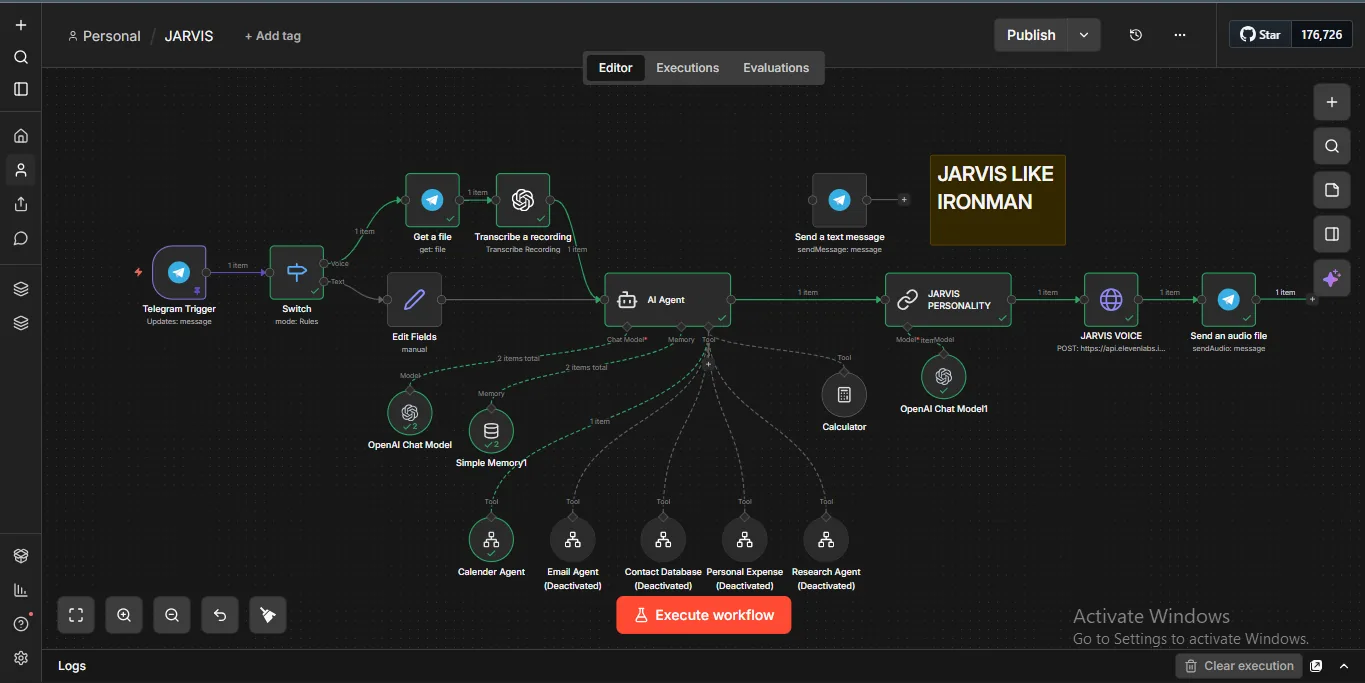 Personal / JARVIS + Add tag
Publish
Star 176,726
Editor Executions Evaluations
JARVIS LIKE
IRONMAN
1 item
Get a file
get: file
Transcribe a recording
Transcribe Recording
1 item
1 item
Send a text message
sendMessage: message
1 item
Voice
Text
Telegram Trigger
Updates: message
Switch
mode: Rules
Edit Fields
manual
AI Agent
Chat Model*
Memory
Tool
1 item
JARVIS
PERSONALITY
Model*
item
Model
1 item
JARVIS VOICE
POST: https://api.elevenlabs.i...
1 item
Send an audio file
sendAudio: message
1 item
2 items total
2 items total
1 item
Model
2
OpenAI Chat Model
Memory
2
Simple Memory1
Tool
Calculator
OpenAI Chat Model1
Tool
Calender Agent
Tool
Email Agent
(Deactivated)
Tool
Contact Database
(Deactivated)
Tool
Personal Expense
(Deactivated)
Tool
Research Agent
(Deactivated)
Execute workflow
Activate Windows
Go to Settings to activate Windows.
Logs
Clear execution